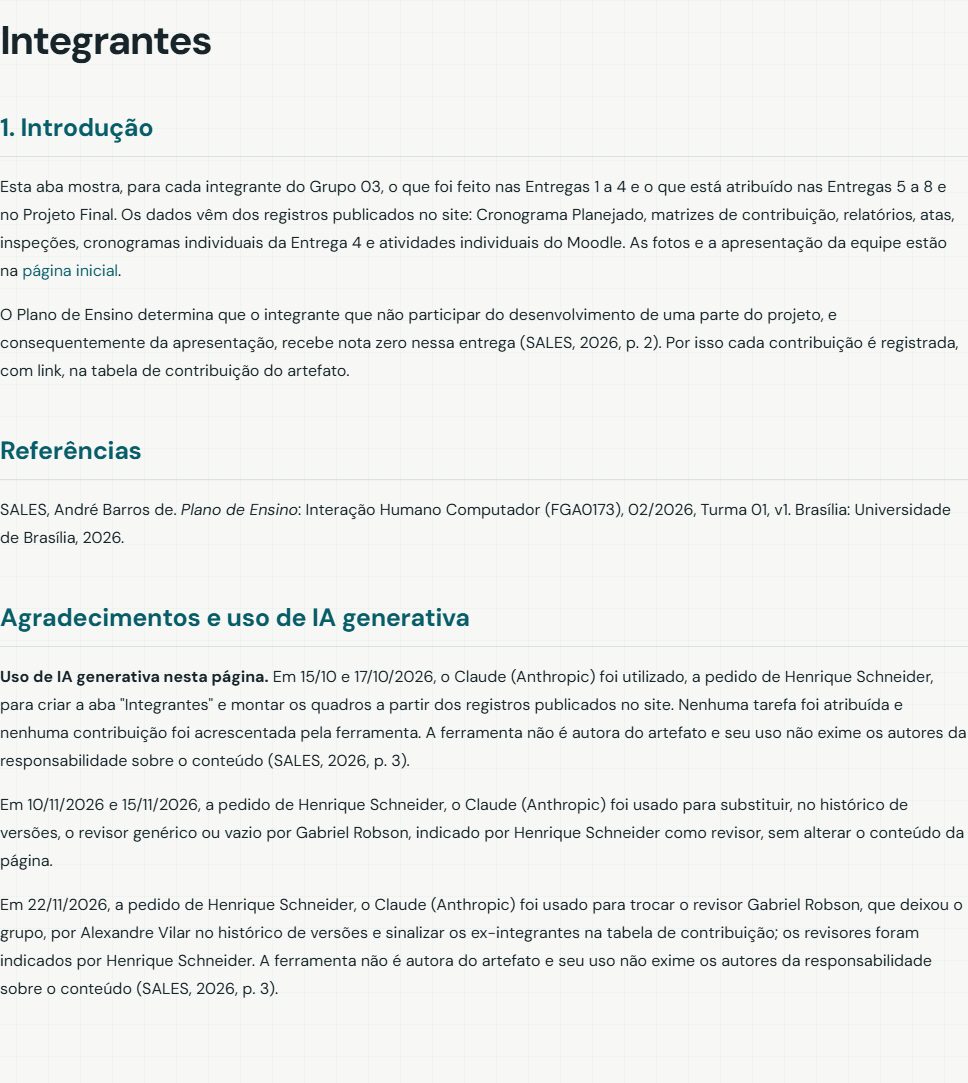 Integrantes
1. Introdução
Esta aba mostra, para cada integrante do Grupo 03, o que foi feito nas Entregas 1 a 4 e o que está atribuído nas Entregas 5 a 8 e
no Projeto Final. Os dados vêm dos registros publicados no site: Cronograma Planejado, matrizes de contribuição, relatórios, atas,
inspeções, cronogramas individuais da Entrega 4 e atividades individuais do Moodle. As fotos e a apresentação da equipe estão
na página inicial.
O Plano de Ensino determina que o integrante que não participar do desenvolvimento de uma parte do projeto, e
consequentemente da apresentação, recebe nota zero nessa entrega (SALES, 2026, p. 2). Por isso cada contribuição é registrada,
com link, na tabela de contribuição do artefato.
Referências
SALES, André Barros de. Plano de Ensino: Interação Humano Computador (FGA0173), 02/2026, Turma 01, v1. Brasília: Universidade
de Brasília, 2026.
Agradecimentos e uso de IA generativa
Uso de IA generativa nesta página. Em 15/10 e 17/10/2026, o Claude (Anthropic) foi utilizado, a pedido de Henrique Schneider,
para criar a aba "Integrantes" e montar os quadros a partir dos registros publicados no site. Nenhuma tarefa foi atribuída e
nenhuma contribuição foi acrescentada pela ferramenta. A ferramenta não é autora do artefato e seu uso não exime os autores da
responsabilidade sobre o conteúdo (SALES, 2026, p. 3).
Em 10/11/2026 e 15/11/2026, a pedido de Henrique Schneider, o Claude (Anthropic) foi usado para substituir, no histórico de
versões, o revisor genérico ou vazio por Gabriel Robson, indicado por Henrique Schneider como revisor, sem alterar o conteúdo da
página.
Em 22/11/2026, a pedido de Henrique Schneider, o Claude (Anthropic) foi usado para trocar o revisor Gabriel Robson, que deixou o
grupo, por Alexandre Vilar no histórico de versões e sinalizar os ex-integrantes na tabela de contribuição; os revisores foram
indicados por Henrique Schneider. A ferramenta não é autora do artefato e seu uso não exime os autores da responsabilidade
sobre o conteúdo (SALES, 2026, p. 3).